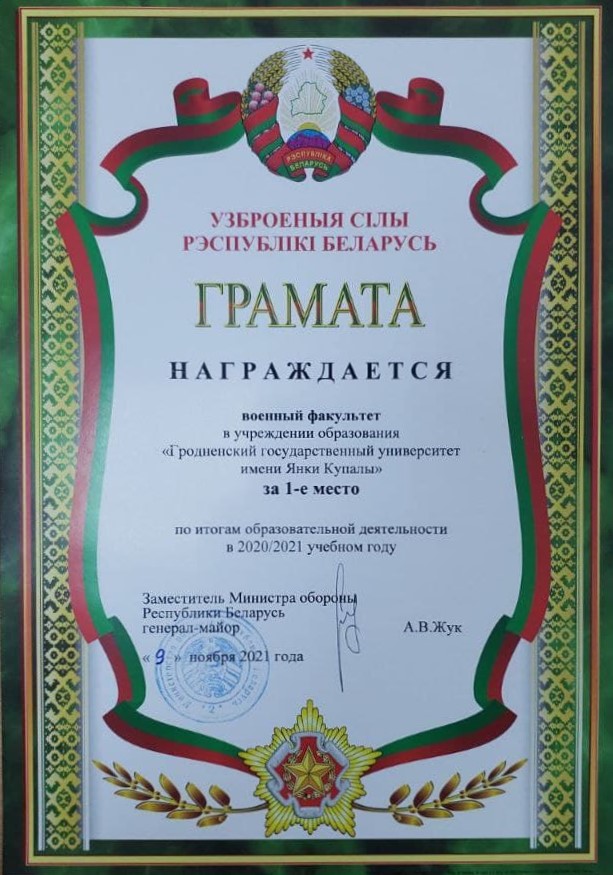 РЭСПУБЛІКА
БЕЛАРУСЬ
УЗБРОЕНЫЯ СІЛЫ
РЭСПУБЛІКІ БЕЛАРУСЬ
ГРАМАТА
НАГРАЖДАЕТСЯ
военный факультет
в учреждении образования
«Гродненский государственный университет
имени Янки Купалы»
за 1-е место
по итогам образовательной деятельности
в 2020/2021 учебном году
Заместитель Министра обороны
Республики Беларусь
генерал-майор А.В.Жук
« 9 » ноября 2021 года